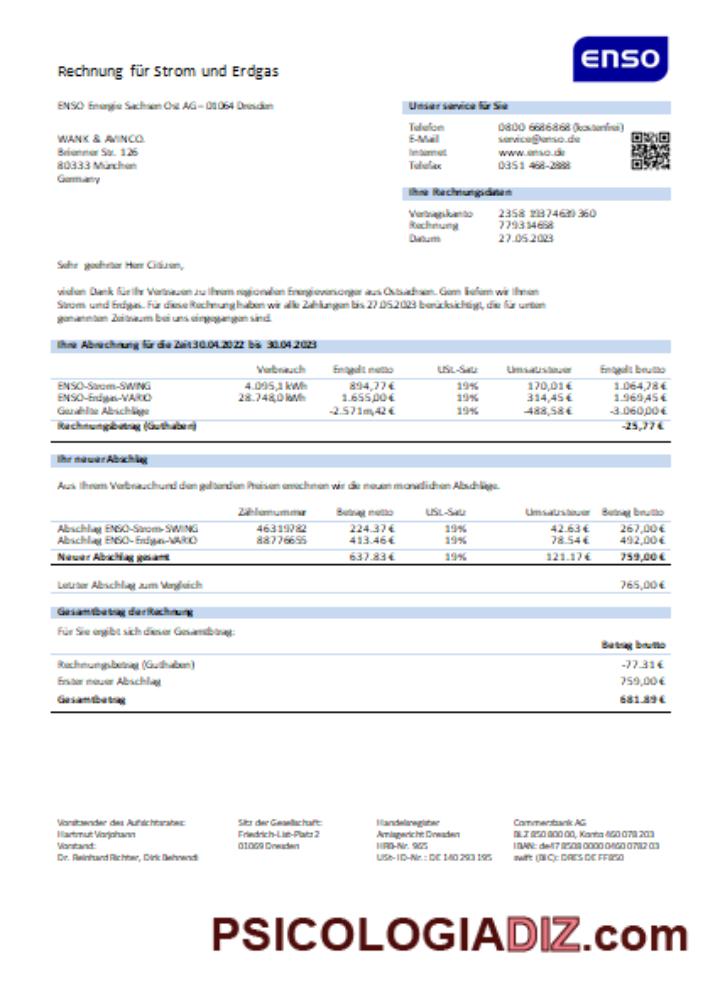 Rechnung für Strom und Erdgas
enso
ENSO Energie Sachsen Ost AG – 01064 Dresden
WANK & AVINCO.
Brienner Str. 126
80333 München
Germany
Unser service für Sie
Telefon 0800 6686868 (kostenfrei)
E-Mail service@enso.de
Internet www.enso.de
Telefax 0351 468-2888
Ihre Rechnungsdaten
Vertragskonto 2358 19374639 360
Rechnung 779314658
Datum 27.05.2023
Sehr geehrter Herr Citizen,
vielen Dank für Ihr Vertrauen zu Ihrem regionalen Energieversorger aus Ostsachsen. Gern liefern wir Ihnen
Strom und Erdgas. Für diese Rechnung haben wir alle Zahlungen bis 27.05.2023 berücksichtigt, die für unten
genannten Zeitraum bei uns eingegangen sind.
Ihre Abrechnung für die Zeit 30.04.2022 bis 30.04.2023
Verbrauch Entgelt netto USt.-Satz Umsatzsteuer Entgelt brutto
ENSO-Strom-SWING 4.095,1 kWh 894,77 € 19% 170,01 € 1.064,78 €
ENSO-Erdgas-VARIO 28.748,0 kWh 1.655,00 € 19% 314,45 € 1.969,45 €
Gezahlte Abschläge -2.571m,42 € 19% -488,58 € -3.060,00 €
Rechnungsbetrag (Guthaben) -25,77 €
Ihr neuer Abschlag
Aus Ihrem Verbrauch und den geltenden Preisen errechnen wir die neuen monatlichen Abschläge.
Zählernummer Betrag netto USt.-Satz Umsatzsteuer Betrag brutto
Abschlag ENSO-Strom-SWING 46319782 224.37 € 19% 42.63 € 267,00 €
Abschlag ENSO- Erdgas-VARIO 88776655 413.46 € 19% 78.54 € 492,00 €
Neuer Abschlag gesamt 637.83 € 19% 121.17 € 759,00 €
Letzter Abschlag zum Vergleich 765,00 €
Gesamtbetrag der Rechnung
Für Sie ergibt sich dieser Gesamtbtrag:
Betrag brutto
Rechnungsbetrag (Guthaben) -77.31 €
Erster neuer Abschlag 759,00 €
Gesamtbetrag 681.89 €
Vorsitzender des Aufsichtsrates: Sitz der Gesellschaft: Handelsregister Commerzbank AG
Hartmut Vorjohann Friedrich-List-Platz 2 Amtsgericht Dresden BLZ 850 800 00, Konto 460 078 203
Vorstand: 01069 Dresden HRB-Nr. 965 IBAN: de47 8508 0000 0460 0782 03
Dr. Reinhard Richter, Dirk Behrendt USt- ID-Nr. : DE 140 293 195 swift (BIC): DRES DE FF850
PSICOLOGIADIZ.com